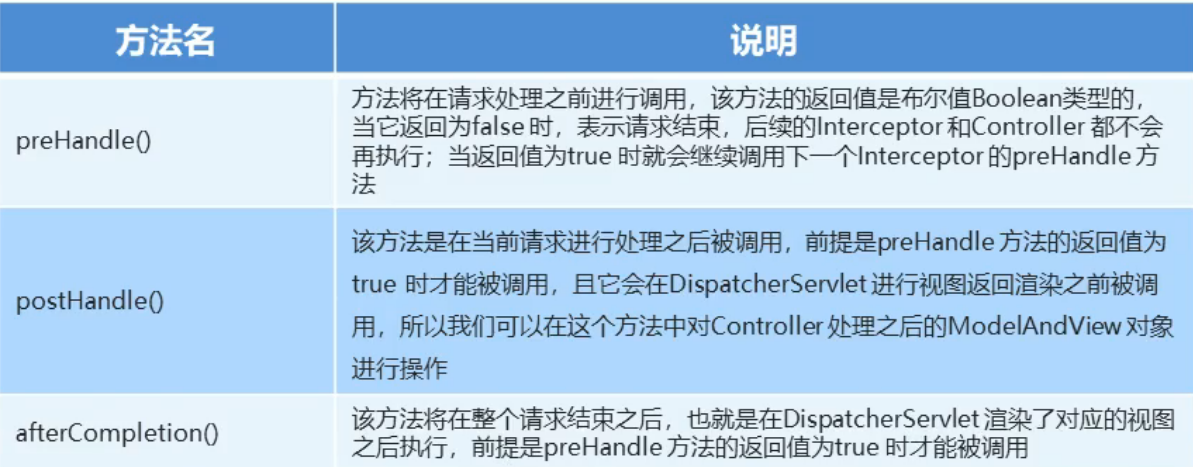 方法名
说明
preHandle()
方法将在请求处理之前进行调用，该方法的返回值是布尔值Boolean类型的，
当它返回为false 时，表示请求结束，后续的Interceptor 和Controller 都不会
再执行；当返回值为true 时就会继续调用下一个Interceptor 的preHandle 方
法
postHandle()
该方法是在当前请求进行处理之后被调用，前提是preHandle 方法的返回值为
true 时才能被调用，且它会在DispatcherServlet 进行视图返回渲染之前被调
用，所以我们可以在这个方法中对Controller 处理之后的ModelAndView 对象
进行操作
afterCompletion()
该方法将在整个请求结束之后，也就是在DispatcherServlet 渲染了对应的视图
之后执行，前提是preHandle 方法的返回值为true 时才能被调用